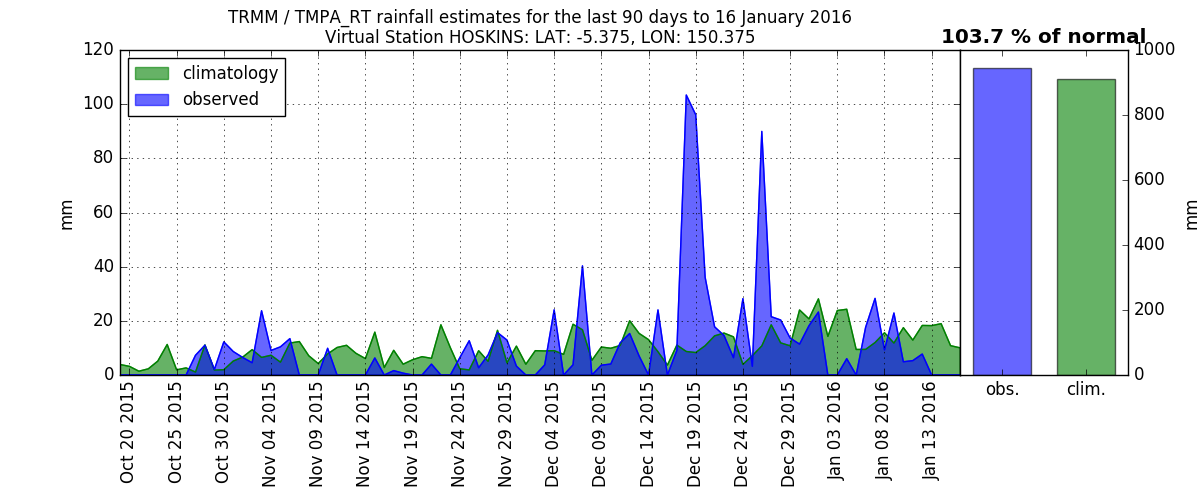 TRMM / TMPA_RT rainfall estimates for the last 90 days to 16 January 2016
Virtual Station HOSKINS: LAT: -5.375, LON: 150.375
103.7 % of normal
climatology
observed
120
100
80
60
40
20
0
mm
1000
800
600
400
200
0
mm
Oct 20 2015
Oct 25 2015
Oct 30 2015
Nov 04 2015
Nov 09 2015
Nov 14 2015
Nov 19 2015
Nov 24 2015
Nov 29 2015
Dec 04 2015
Dec 09 2015
Dec 14 2015
Dec 19 2015
Dec 24 2015
Dec 29 2015
Jan 03 2016
Jan 08 2016
Jan 13 2016
obs.
clim.